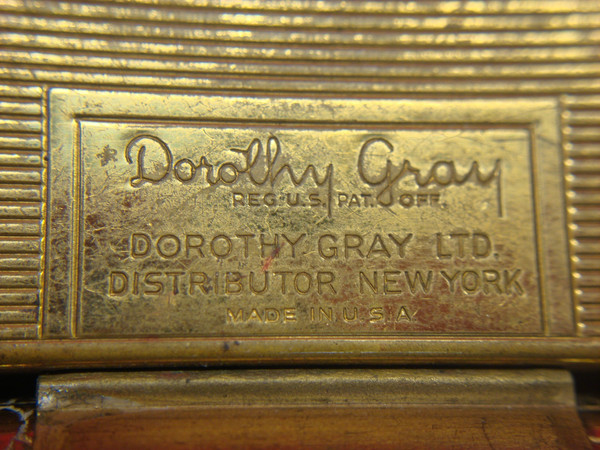 Dorothy Gray
REG. U.S. PAT. OFF.
DOROTHY GRAY LTD.
DISTRIBUTOR NEW YORK
MADE IN U.S.A.